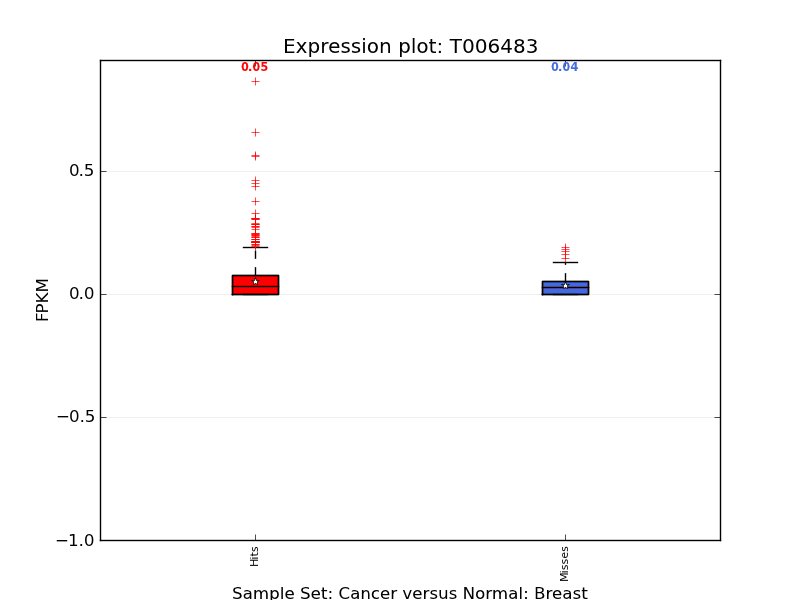 Expression plot: T006483
0.05
0.04
0.5
0.0
−0.5
−1.0
FPKM
Hits
Misses
Sample Set: Cancer versus Normal: Breast